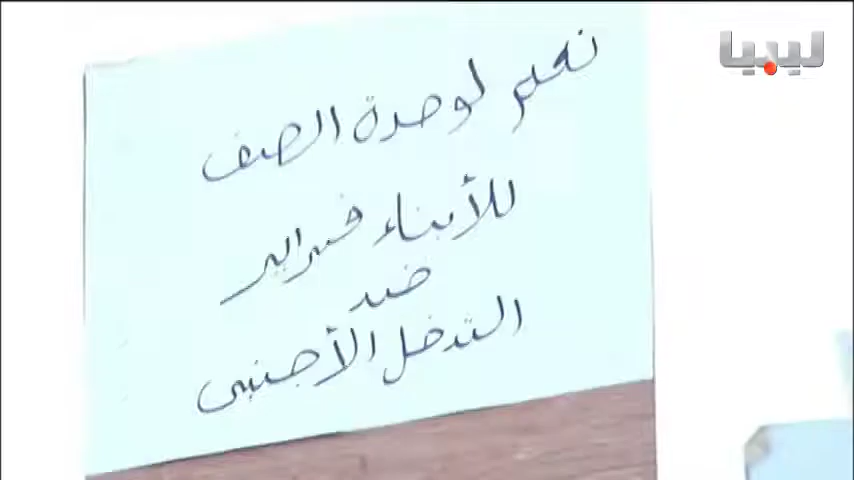 ليبيا
نعم لوحدة الصف
للأبناء فبراير
ضد
التدخل الأجنبي